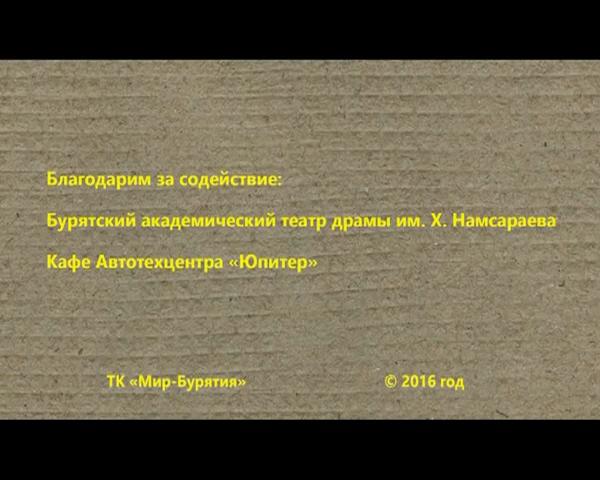 Благодарим за содействие:
Бурятский академический театр драмы им. Х. Намсараева
Кафе Автотехцентра «Юпитер»
ТК «Мир-Бурятия» © 2016 год